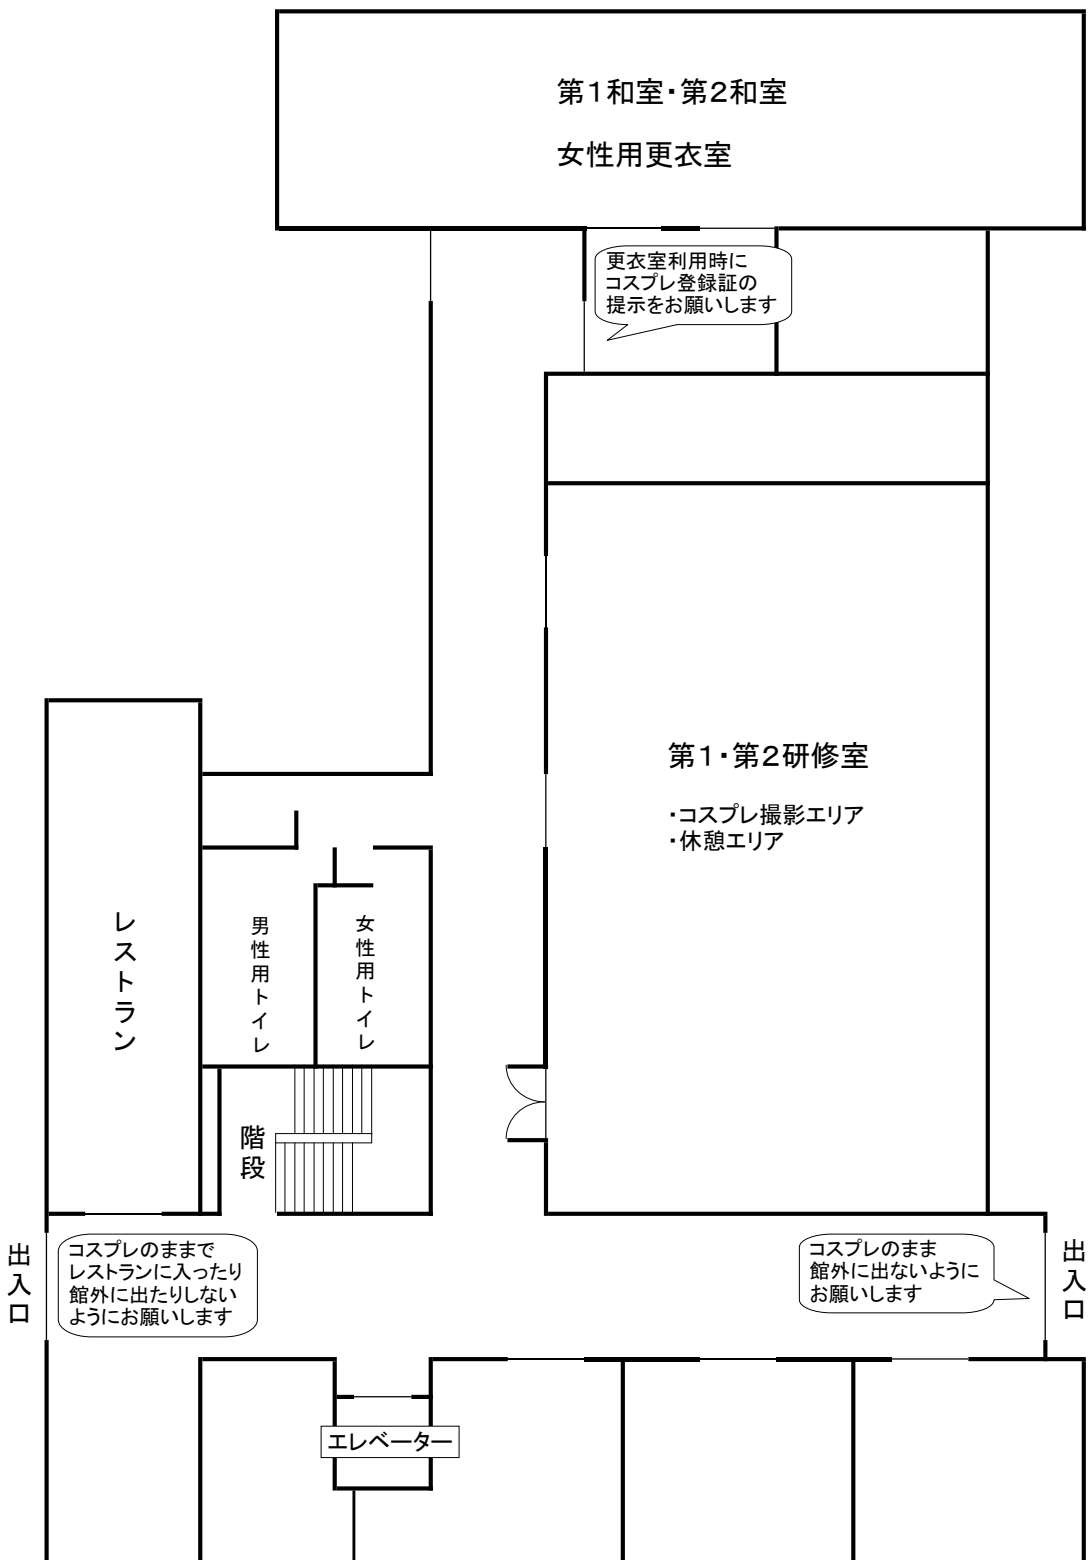 第１和室・第２和室
女性用更衣室
更衣室利用時に
コスプレ登録証の
提示をお願いします
第１・第２研修室
・コスプレ撮影エリア
・休憩エリア
レストラン
男性用トイレ
女性用トイレ
階段
出入口
コスプレのままで
レストランに入ったり
館外に出たりしない
ようにお願いします
コスプレのまま
館外に出ないように
お願いします
出入口
エレベーター